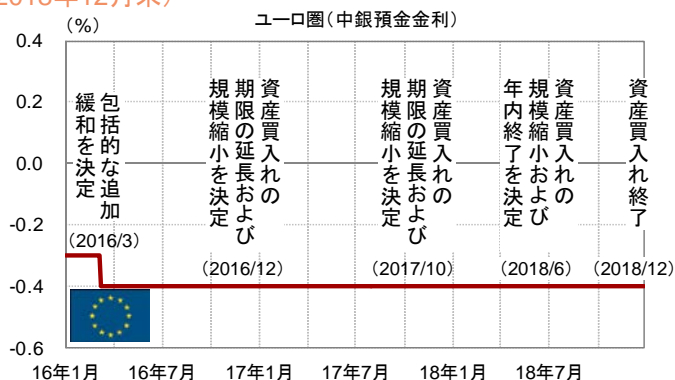 2018年12月末）
（%）
ユーロ圏（中銀預金金利）
0.4
0.2
0.0
-0.2
-0.4
-0.6
包括的な追加
緩和を決定
（2016/3）
資産買入れの
期限の延長および
規模縮小を決定
（2016/12）
資産買入れの
期限の延長および
規模縮小を決定
（2017/10）
資産買入れの
規模縮小および
年内終了を決定
（2018/6）
資産買入れ終了
（2018/12）
16年1月
16年7月
17年1月
17年7月
18年1月
18年7月